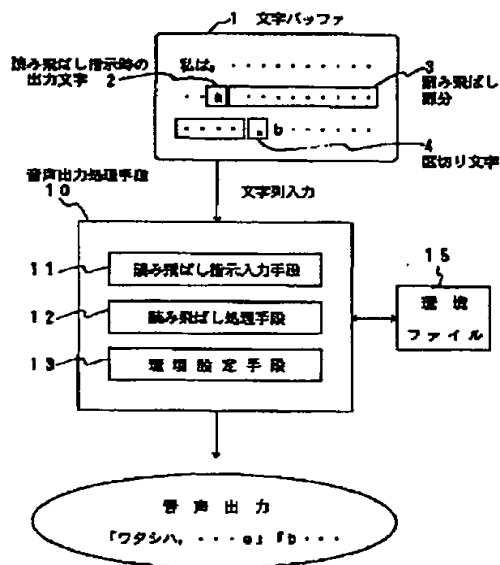 1 文字バッファ
読み飛ばし指示時の
出力文字 2
私は。・・・・・・・・・・
・・a・・・・・・・・・・
・・・・。b・・・・・・・
3
読み飛ばし
部分
4
区切り文字
音声出力処理手段
10
文字列入力
11 読み飛ばし指示入力手段
12 読み飛ばし処理手段
13 環境設定手段
15
環境
ファイル
音声出力
「ワタシハ。・・・a」「b・・・